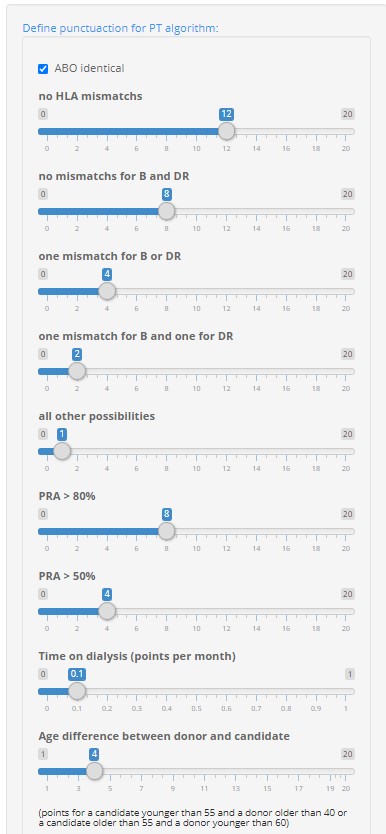 Define punctuaction for PT algorithm:
ABO identical
no HLA mismatchs
0 12 20
0 2 4 6 8 10 12 14 16 18 20
no mismatchs for B and DR
0 8 20
0 2 4 6 8 10 12 14 16 18 20
one mismatch for B or DR
0 4 20
0 2 4 6 8 10 12 14 16 18 20
one mismatch for B and one for DR
0 2 20
0 2 4 6 8 10 12 14 16 18 20
all other possibilities
0 1 20
0 2 4 6 8 10 12 14 16 18 20
PRA > 80%
0 8 20
0 2 4 6 8 10 12 14 16 18 20
PRA > 50%
0 4 20
0 2 4 6 8 10 12 14 16 18 20
Time on dialysis (points per month)
0 0.1 1
0 0.1 0.2 0.3 0.4 0.5 0.6 0.7 0.8 0.9 1
Age difference between donor and candidate
1 4 20
1 3 5 7 9 11 13 15 17 19 20
(points for a candidate younger than 55 and a donor older than 40 or
a candidate older than 55 and a donor younger than 60)